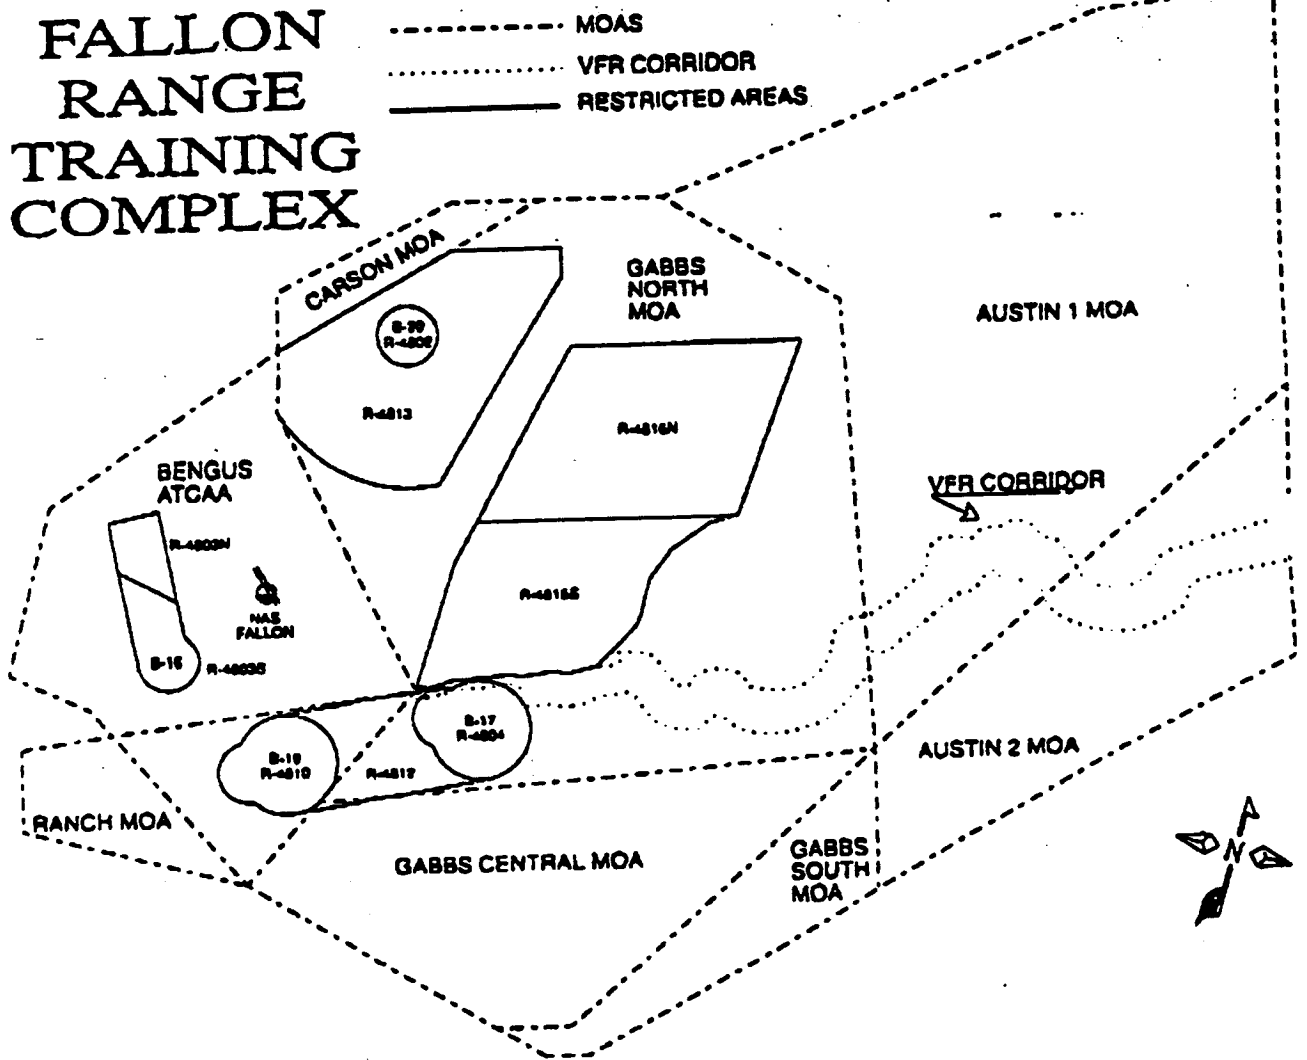 FALLON
RANGE
TRAINING
COMPLEX
MOAS
VFR CORRIDOR
RESTRICTED AREAS
CARSON MOA
GABBS
NORTH
MOA
AUSTIN 1 MOA
B-20
R-4802
R-4813
R-4816N
BENGUS
ATCAA
VFR CORRIDOR
R-4803N
NAS
FALLON
R-4816S
B-16
R-4803S
B-17
R-4804
B-19
R-4810
R-4812
AUSTIN 2 MOA
RANCH MOA
GABBS CENTRAL MOA
GABBS
SOUTH
MOA
N